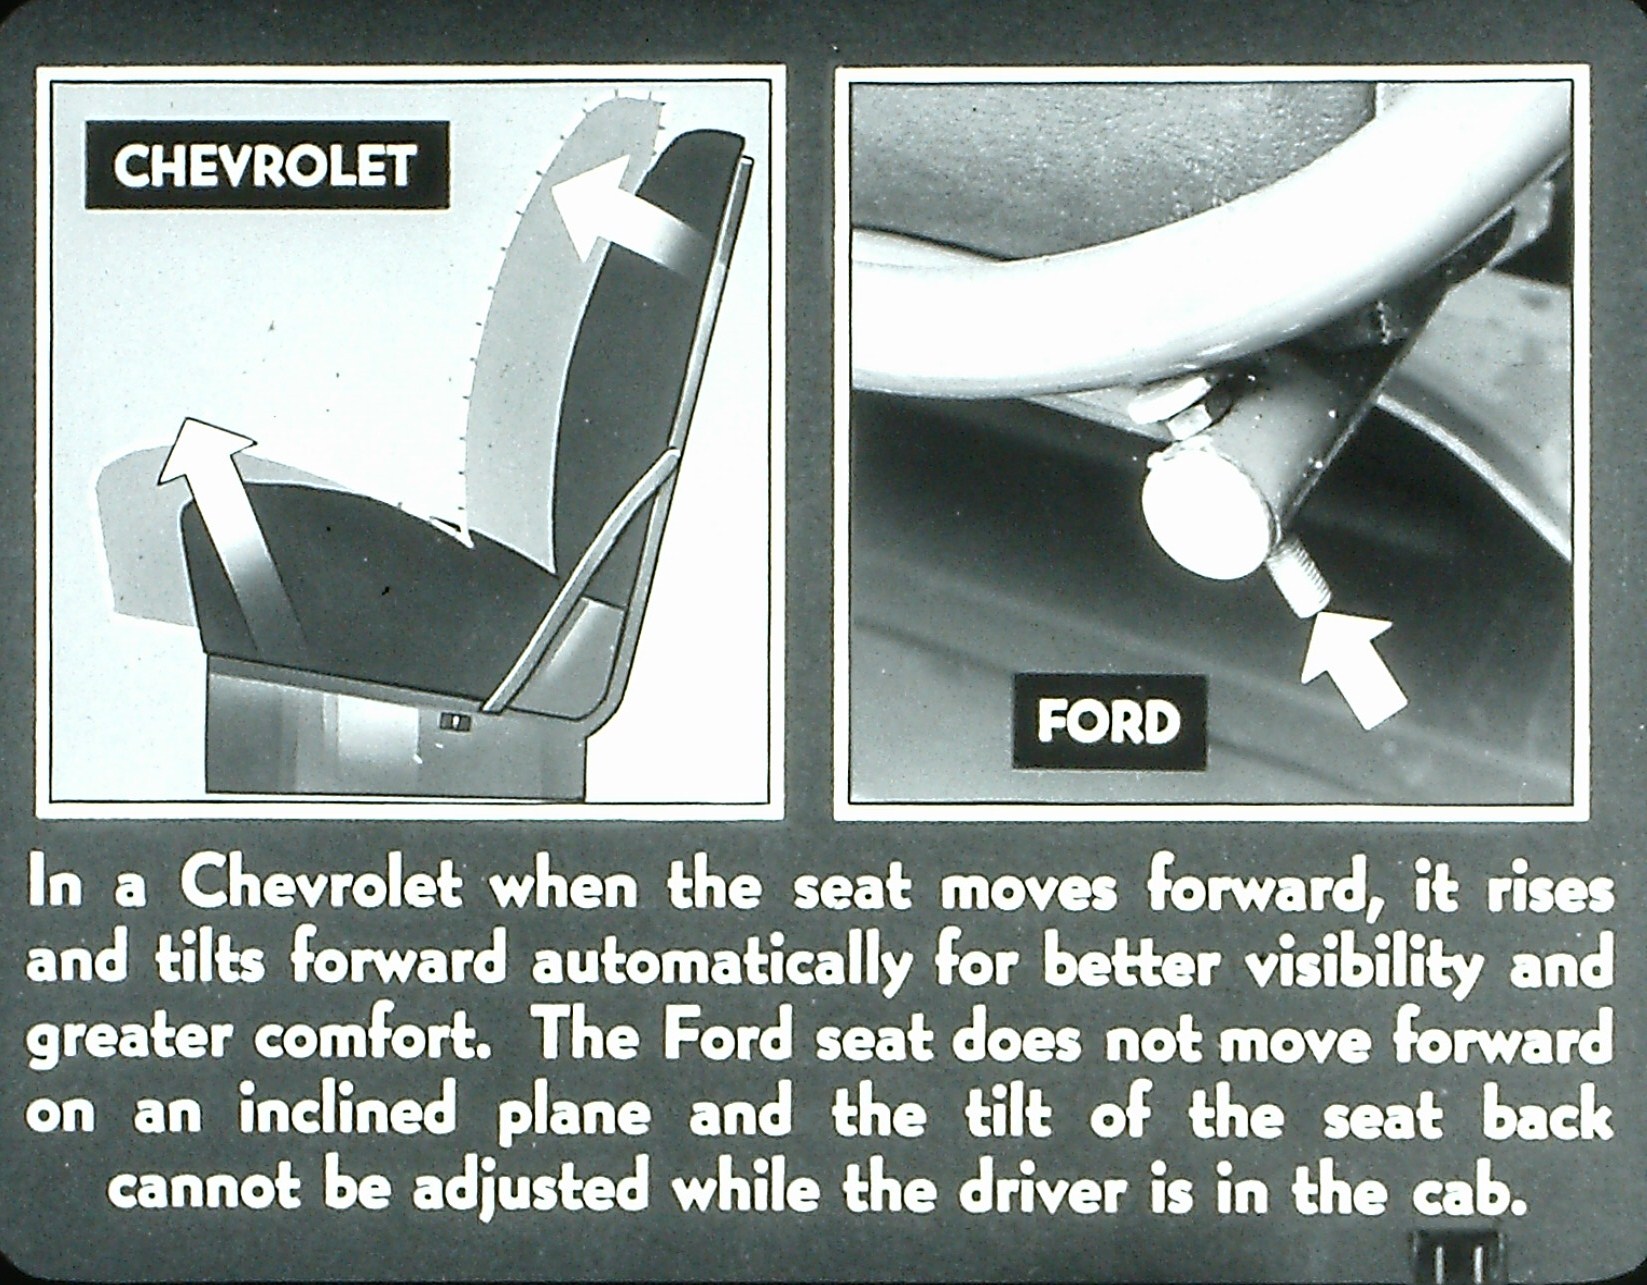 CHEVROLET
FORD
In a Chevrolet when the seat moves forward, it rises
and tilts forward automatically for better visibility and
greater comfort. The Ford seat does not move forward
on an inclined plane and the tilt of the seat back
cannot be adjusted while the driver is in the cab.